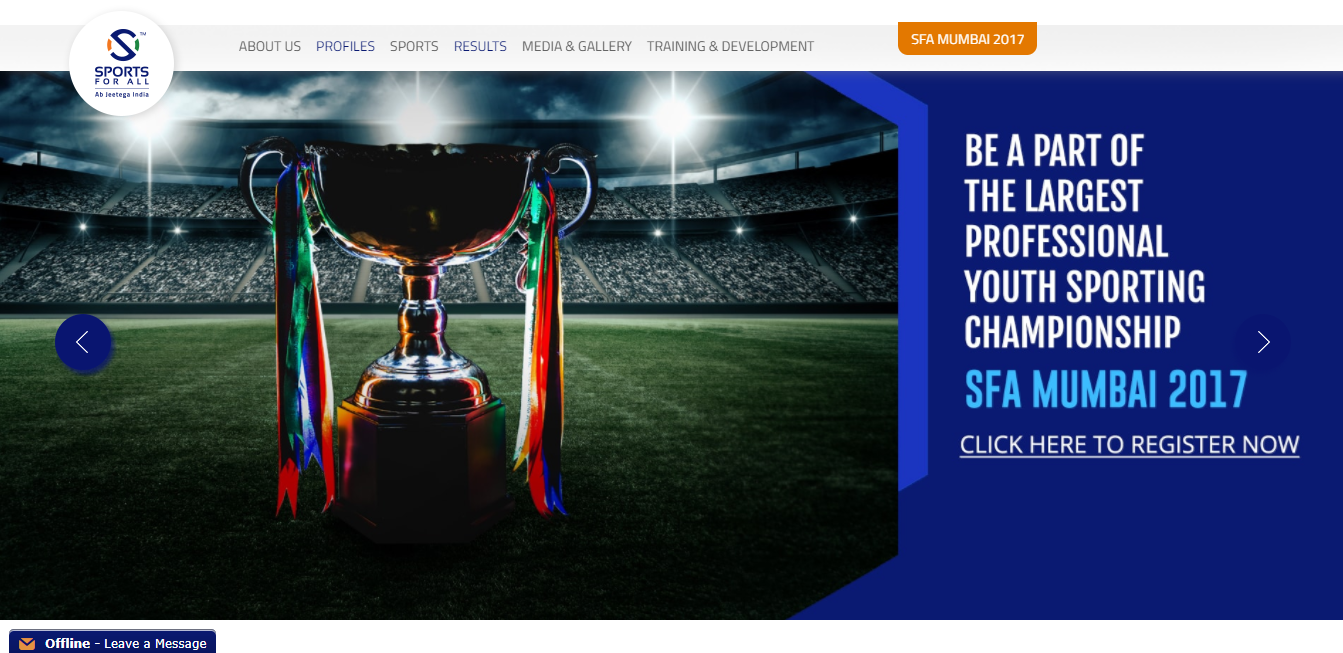 SPORTS
FOR ALL
Ab Jeetega India
TM
ABOUT US PROFILES SPORTS RESULTS MEDIA & GALLERY TRAINING & DEVELOPMENT
SFA MUMBAI 2017
BE A PART OF
THE LARGEST
PROFESSIONAL
YOUTH SPORTING
CHAMPIONSHIP
SFA MUMBAI 2017
CLICK HERE TO REGISTER NOW
Offline - Leave a Message